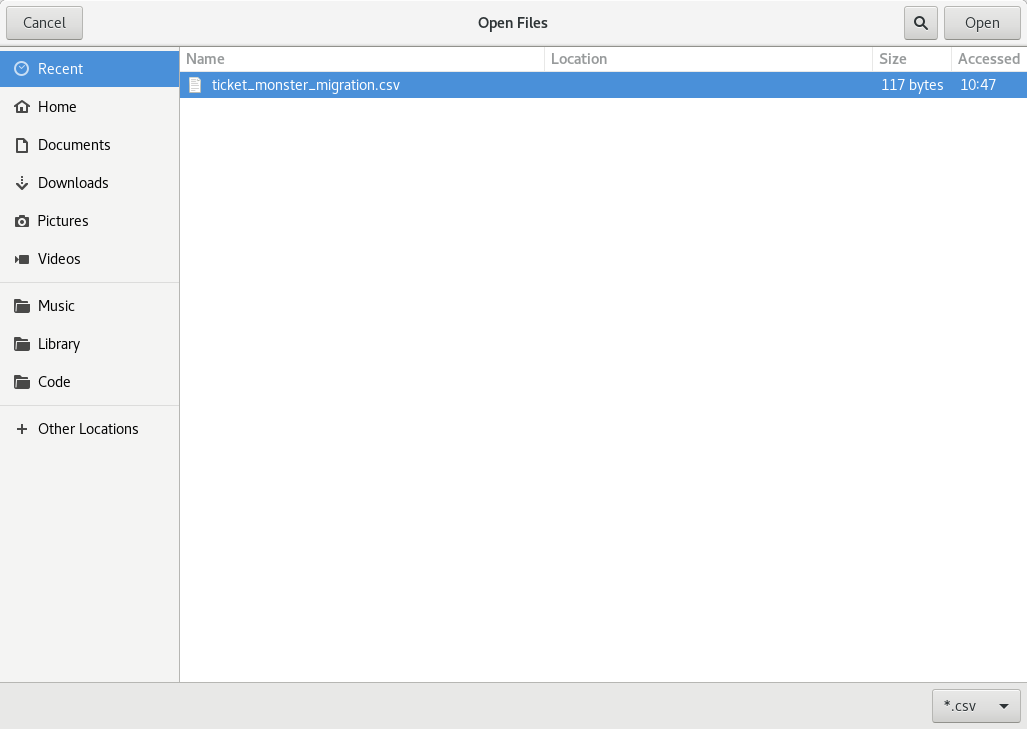 Cancel
Open Files
Open
Recent
Home
Documents
Downloads
Pictures
Videos
Music
Library
Code
Other Locations
Name Location Size Accessed
ticket_monster_migration.csv 117 bytes 10:47
*.csv